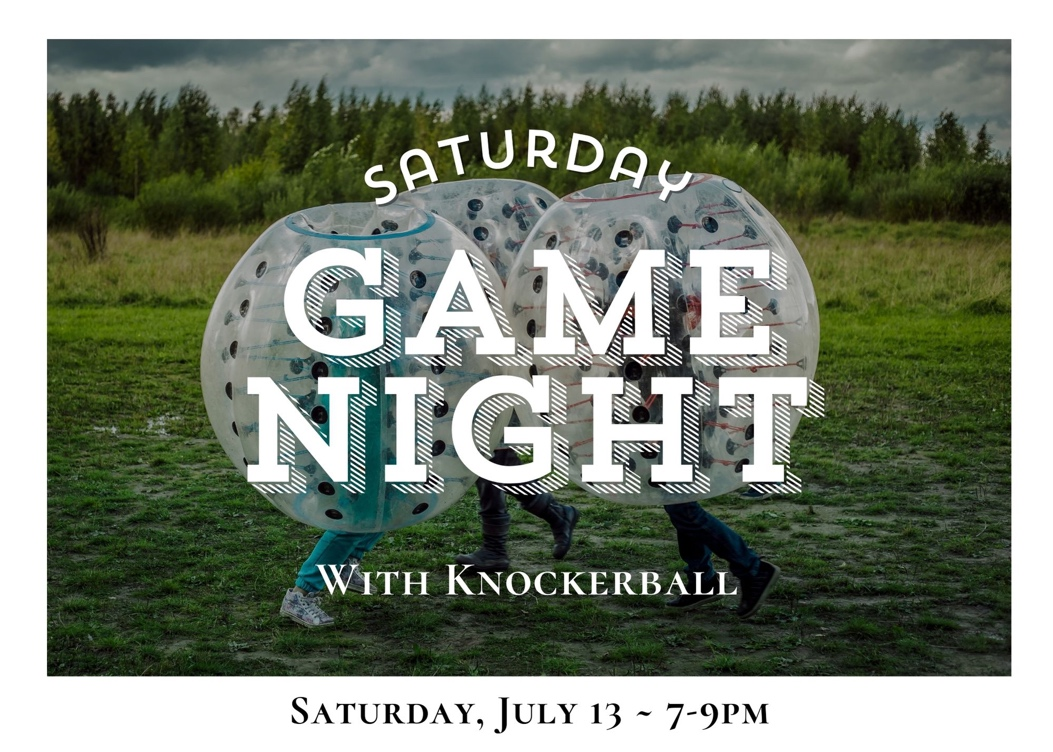 SATURDAY
GAME
NIGHT
With Knockerball
Saturday, July 13 ~ 7-9pm